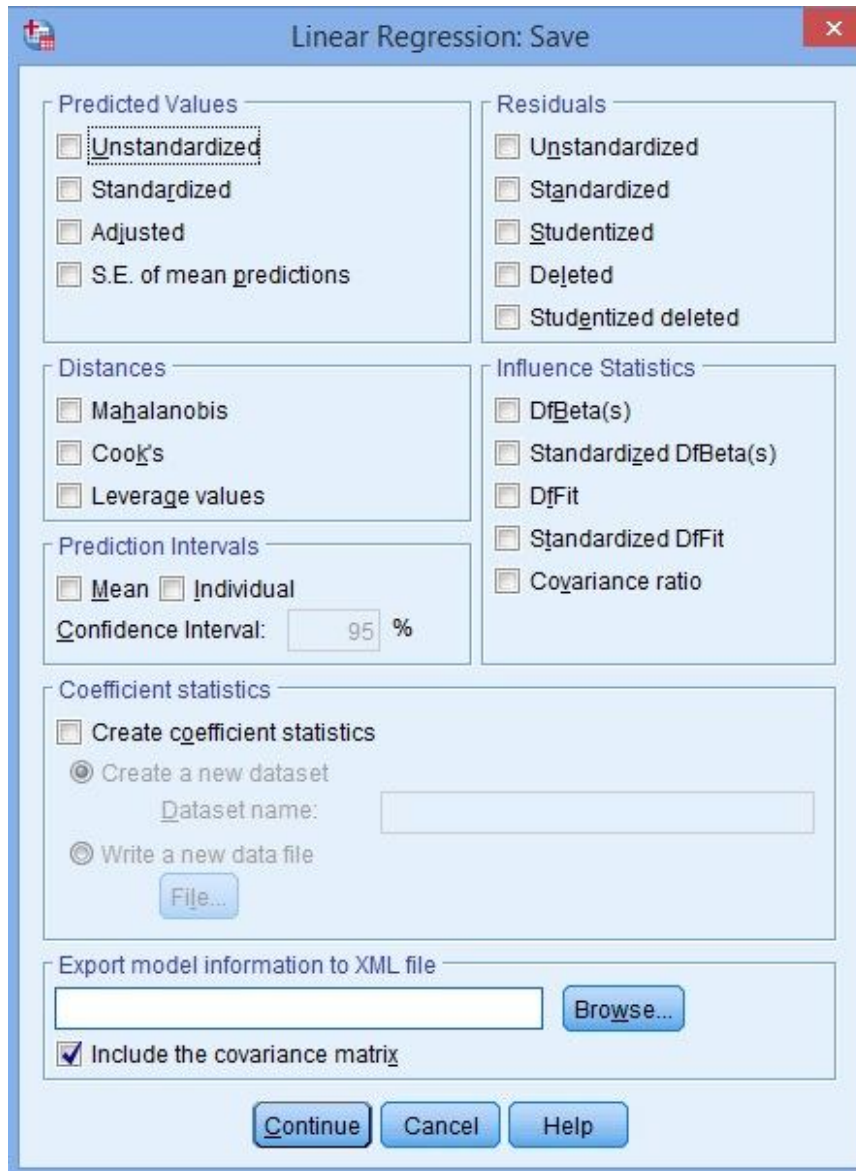 Linear Regression: Save
Predicted Values
Unstandardized
Standardized
Adjusted
S.E. of mean predictions
Residuals
Unstandardized
Standardized
Studentized
Deleted
Studentized deleted
Distances
Mahalanobis
Cook's
Leverage values
Influence Statistics
DfBeta(s)
Standardized DfBeta(s)
DfFit
Standardized DfFit
Covariance ratio
Prediction Intervals
Mean Individual
Confidence Interval: 95 %
Coefficient statistics
Create coefficient statistics
Create a new dataset
Dataset name:
Write a new data file
File...
Export model information to XML file
Browse...
Include the covariance matrix
Continue Cancel Help